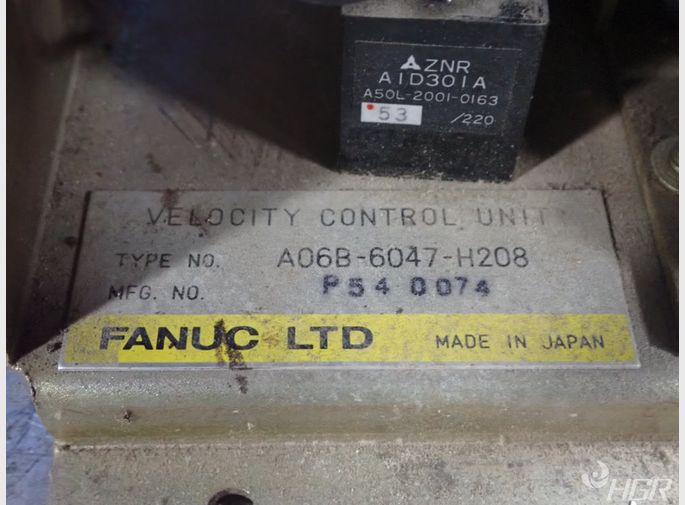 ZNR
A1D301A
A50L-2001-0163
53 /220
VELOCITY CONTROL UNIT
TYPE NO. A06B-6047-H208
MFG. NO. P54 0074
FANUC LTD MADE IN JAPAN
HGR